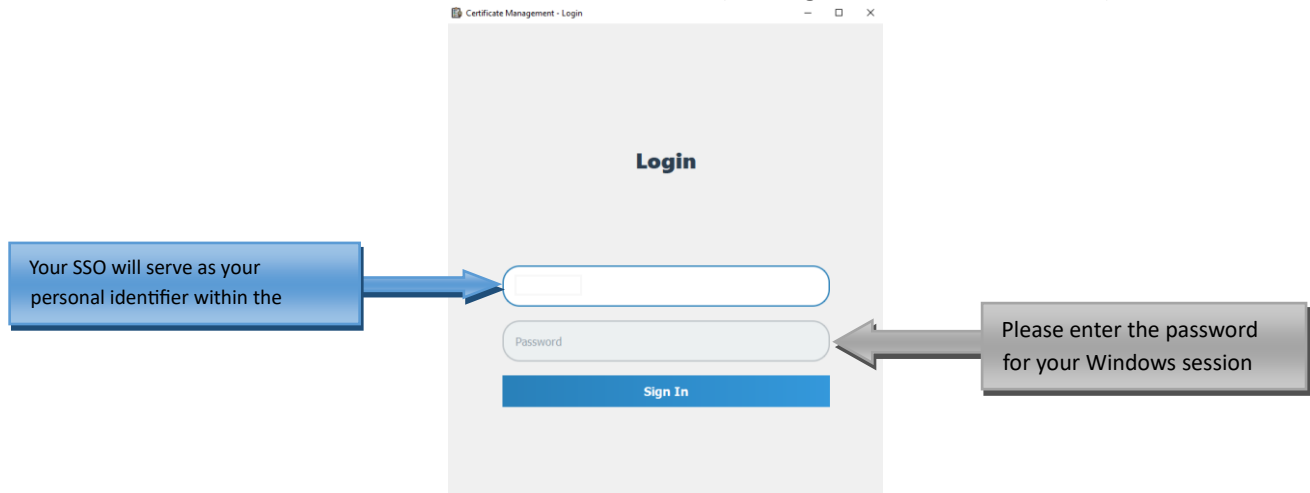 Certificate Management - Login
Login
Your SSO will serve as your
personal identifier within the
Password
Please enter the password
for your Windows session
Sign In